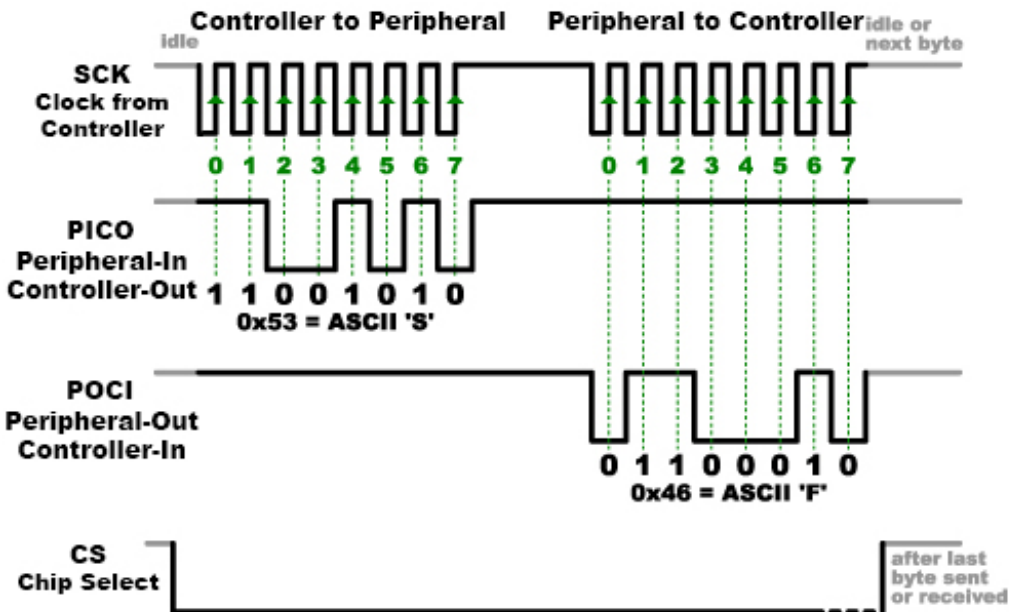 Controller to Peripheral
Peripheral to Controller
idle
idle or
next byte
SCK
Clock from
Controller
0 1 2 3 4 5 6 7
0 1 2 3 4 5 6 7
PICO
Peripheral-In
Controller-Out
1 1 0 0 1 0 1 0
0x53 = ASCII 'S'
POCI
Peripheral-Out
Controller-In
0 1 1 0 0 0 1 0
0x46 = ASCII 'F'
CS
Chip Select
after last
byte sent
or received